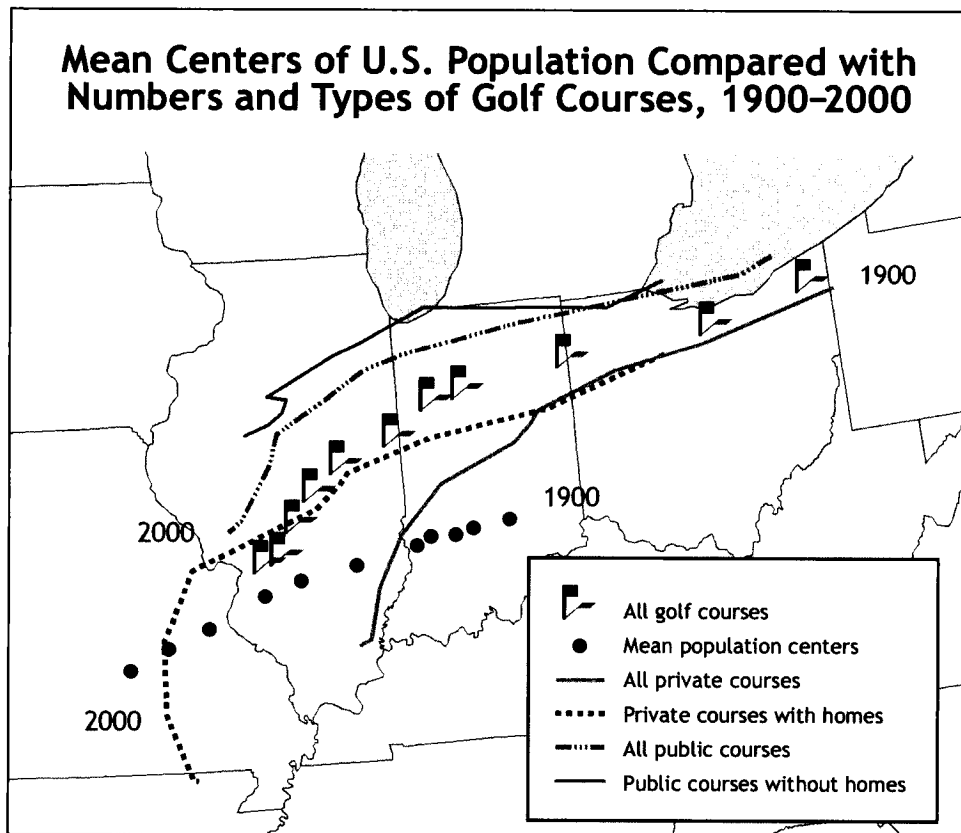 Mean Centers of U.S. Population Compared with
Numbers and Types of Golf Courses, 1900–2000
1900
1900
2000
2000
All golf courses
Mean population centers
All private courses
Private courses with homes
All public courses
Public courses without homes